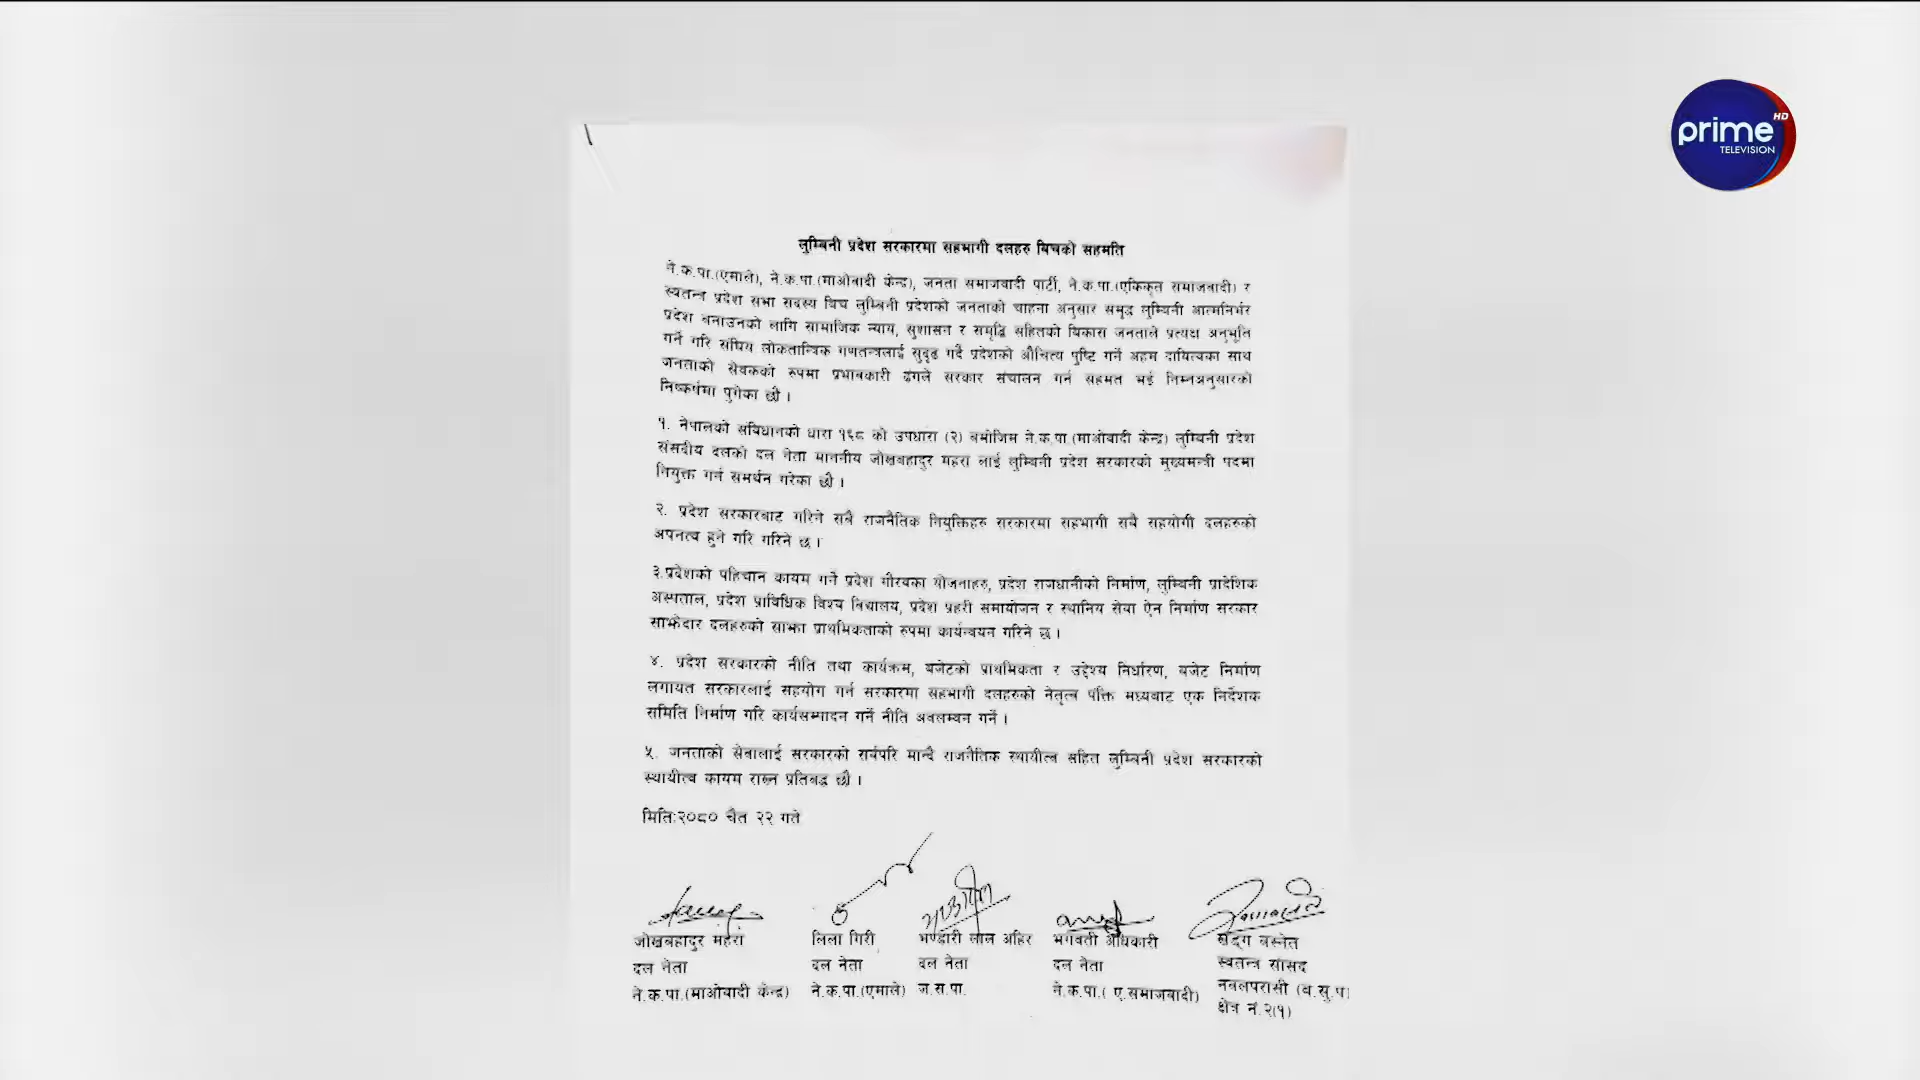 prime HD
TELEVISION
लुम्बिनी प्रदेश सरकारमा सहभागी दलहरु बिचको सहमति
ने.क.पा.(एमाले), ने.क.पा.(माओवादी केन्द्र), जनता समाजवादी पार्टी, ने.क.पा.(एकिकृत समाजवादी) र
स्वतन्त्र प्रदेश सभा सदस्य बिच लुम्बिनी प्रदेशको जनताको चाहना अनुसार समृद्ध लुम्बिनी आत्मनिर्भर
प्रदेश बनाउनको लागि सामाजिक न्याय, सुशासन र समृद्धि सहितको बिकास जनताले प्रत्यक्ष अनुभूति
गर्ने गरि संघिय लोकतान्त्रिक गणतन्त्रलाई सुदृढ गर्दै प्रदेशको औचित्य पुष्टि गर्ने अहम दायित्वका साथ
जनताको सेवकको रुपमा प्रभावकारी ढंगले सरकार संचालन गर्न सहमत भई निम्नअनुसारको
निष्कर्षमा पुगेका छौ ।
१. नेपालको संबिधानको धारा १६८ को उपधारा (२) बमोजिम ने.क.पा.(माओवादी केन्द्र) लुम्बिनी प्रदेश
संसदीय दलको दल नेता माननीय जोखबहादुर महरा लाई लुम्बिनी प्रदेश सरकारको मुख्यमन्त्री पदमा
नियुक्त गर्न समर्थन गरेका छौ ।
२. प्रदेश सरकारबाट गरिने सबै राजनैतिक नियुक्तिहरु सरकारमा सहभागी सबै सहयोगी दलहरुको
अपनत्व हुने गरि गरिने छ ।
३.प्रदेशको पहिचान कायम गर्ने प्रदेश गौरबका योजनाहरु, प्रदेश राजधानीको निर्माण, लुम्बिनी प्रादेशिक
अस्पताल, प्रदेश प्राबिधिक विश्व विद्यालय, प्रदेश प्रहरी समायोजन र स्थानिय सेवा ऐन निर्माण सरकार
साझेदार दलहरुको साझा प्राथमिकताको रुपमा कार्यन्वयन गरिने छ ।
४. प्रदेश सरकारको नीति तथा कार्यक्रम, बजेटको प्राथमिकता र उद्देश्य निर्धारण, बजेट निर्माण
लगायत सरकारलाई सहयोग गर्न सरकारमा सहभागी दलहरुको नेतृत्व पंक्ति मध्यबाट एक निर्देशक
समिति निर्माण गरि कार्यसम्पादन गर्ने नीति अवलम्बन गर्ने ।
५. जनताको सेवालाई सरकारको सर्वपरि मान्दै राजनैतिक स्थायीत्व सहित लुम्बिनी प्रदेश सरकारको
स्थायीत्व कायम राख्न प्रतिबद्ध छौ ।
मिति:२०८० चैत २२ गते
जोखबहादुर महरा
दल नेता
ने.क.पा.(माओवादी केन्द्र)
लिला गिरी
दल नेता
ने.क.पा.(एमाले)
भण्डारी लाल अहिर
दल नेता
ज.स.पा.
भगवती अधिकारी
दल नेता
ने.क.पा.( ए.समाजवादी)
खड्ग बस्नेत
स्वतन्त्र सांसद
नवलपरासी (ब.सु.प
क्षेत्र नं.२(१)